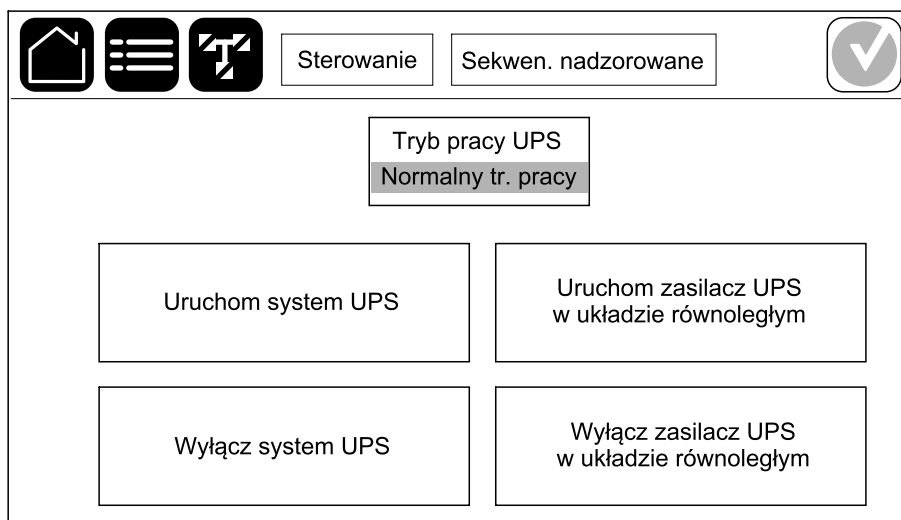 Sterowanie
Sekwen. nadzorowane
Tryb pracy UPS
Normalny tr. pracy
Uruchom system UPS
Uruchom zasilacz UPS
w układzie równoległym
Wyłącz system UPS
Wyłącz zasilacz UPS
w układzie równoległym